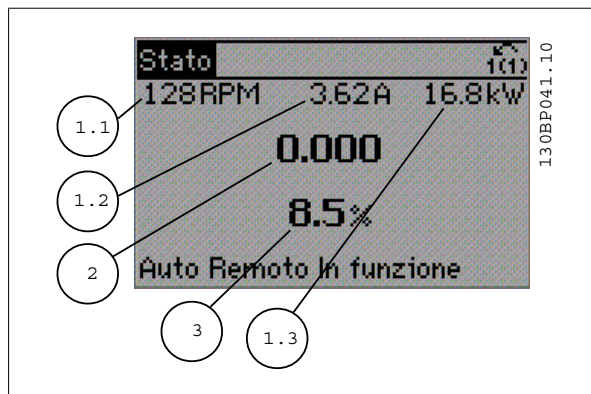 Stato
1(1)
128RPM 3.62A 16.8kW
0.000
8.5%
Auto Remoto In funzione
1.1
1.2
2
3
1.3
130BP041.10